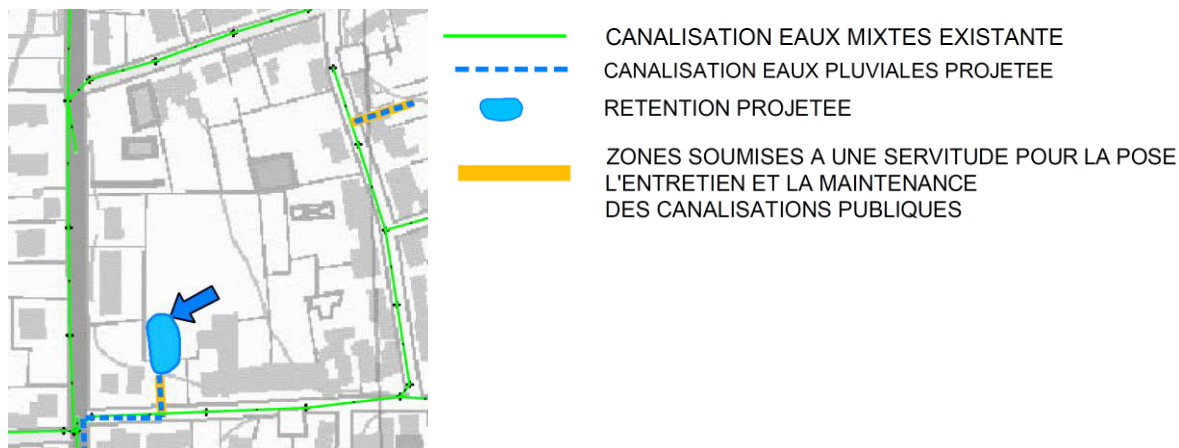 CANALISATION EAUX MIXTES EXISTANTE
CANALISATION EAUX PLUVIALES PROJETEE
RETENTION PROJETEE
ZONES SOUMISES A UNE SERVITUDE POUR LA POSE
L'ENTRETIEN ET LA MAINTENANCE
DES CANALISATIONS PUBLIQUES